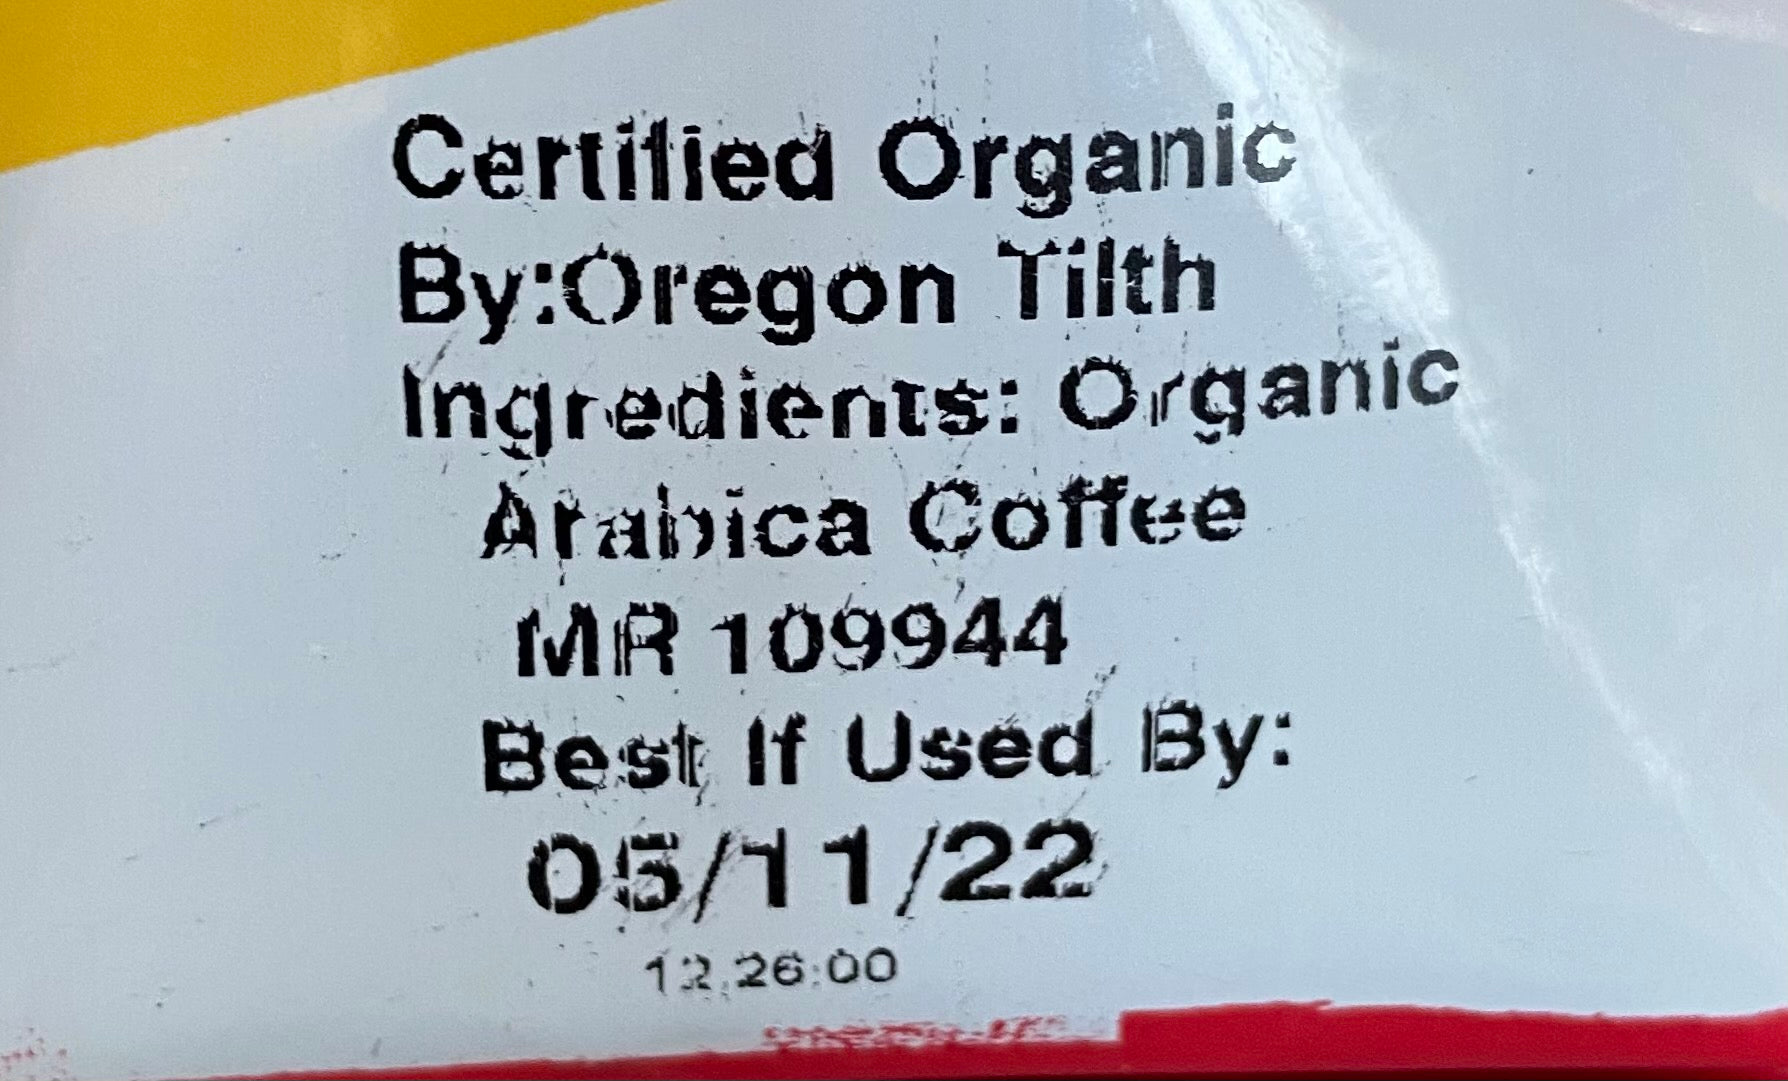 Certified Organic
By:Oregon Tilth
Ingredients: Organic
Arabica Coffee
MR 109944
Best If Used By:
05/11/22
12:26:00